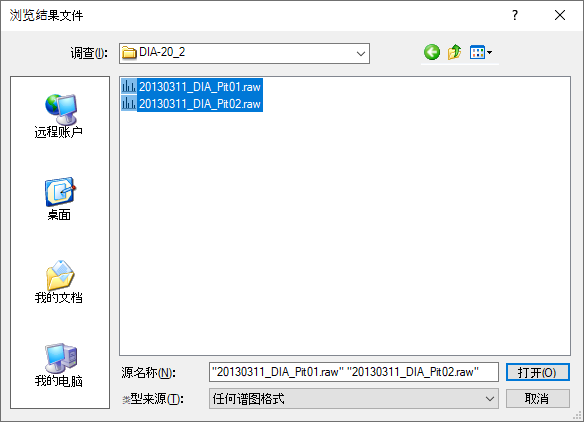 浏览结果文件
调查(I):
DIA-20_2
20130311_DIA_Pit01.raw
20130311_DIA_Pit02.raw
远程账户
桌面
我的文档
我的电脑
源名称(N):
"20130311_DIA_Pit01.raw" "20130311_DIA_Pit02.raw"
打开(O)
类型来源(T):
任何谱图格式
取消